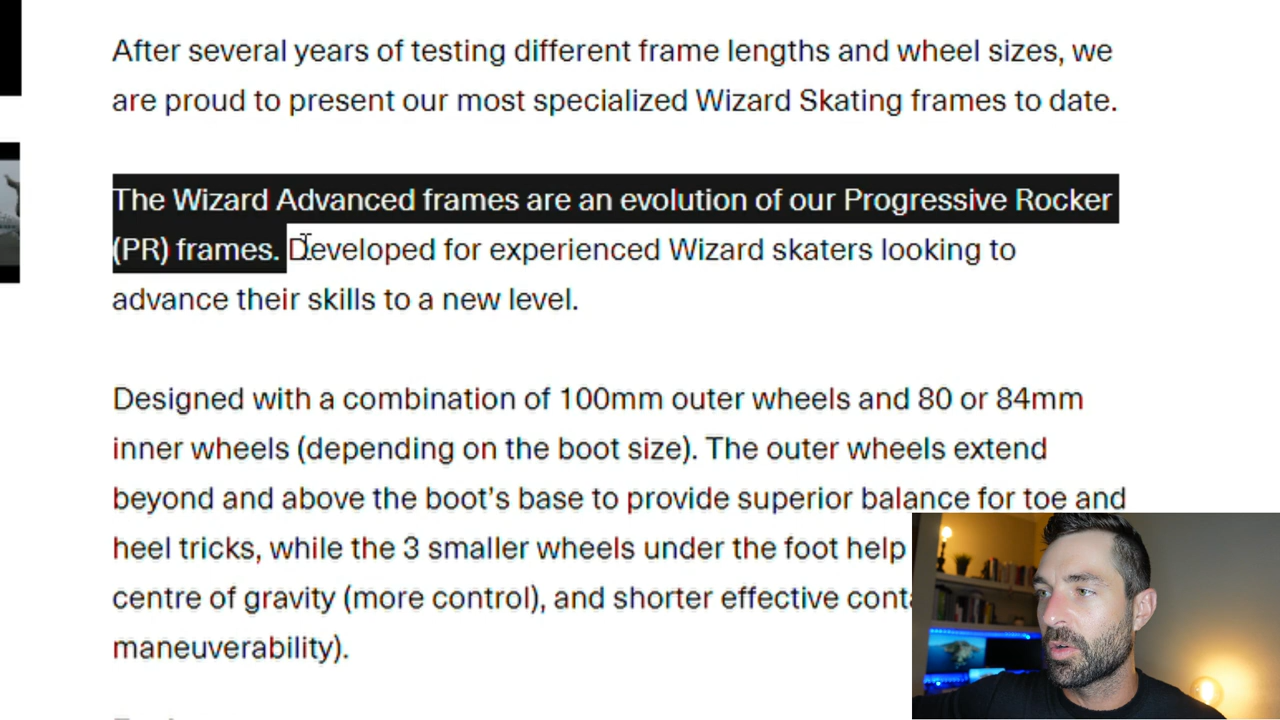 After several years of testing different frame lengths and wheel sizes, we
are proud to present our most specialized Wizard Skating frames to date.
The Wizard Advanced frames are an evolution of our Progressive Rocker
(PR) frames. Developed for experienced Wizard skaters looking to
advance their skills to a new level.
Designed with a combination of 100mm outer wheels and 80 or 84mm
inner wheels (depending on the boot size). The outer wheels extend
beyond and above the boot's base to provide superior balance for toe and
heel tricks, while the 3 smaller wheels under the foot help
centre of gravity (more control), and shorter effective
maneuverability).